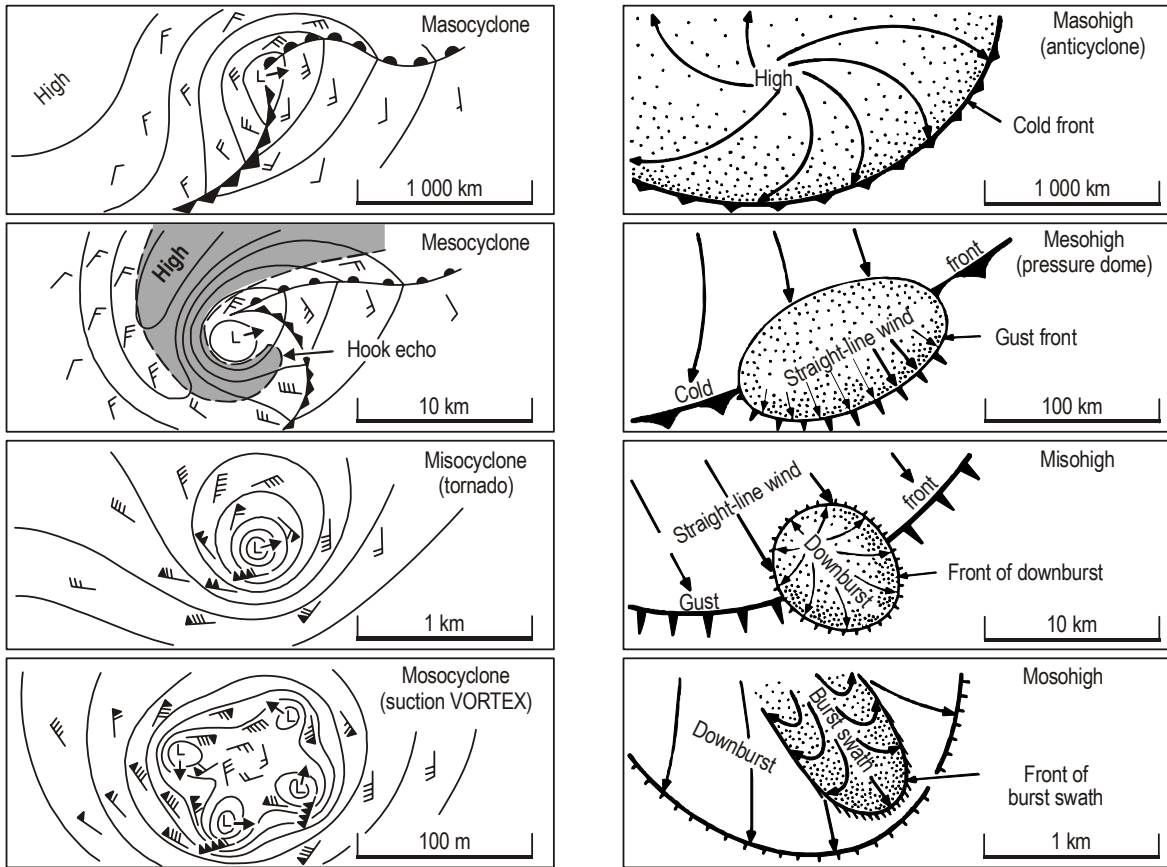 Masocyclone
High
L
1 000 km
Mesocyclone
High
L
Hook echo
10 km
Misocyclone
(tornado)
L
1 km
Mosocyclone
(suction VORTEX)
L
L
L
L
100 m
Masohigh
(anticyclone)
High
Cold front
1 000 km
Mesohigh
(pressure dome)
front
Straight-line wind
Gust front
Cold
100 km
Misohigh
Straight-line wind
front
Downburst
Front of downburst
Gust
10 km
Mosohigh
Burst swath
Downburst
Front of
burst swath
1 km